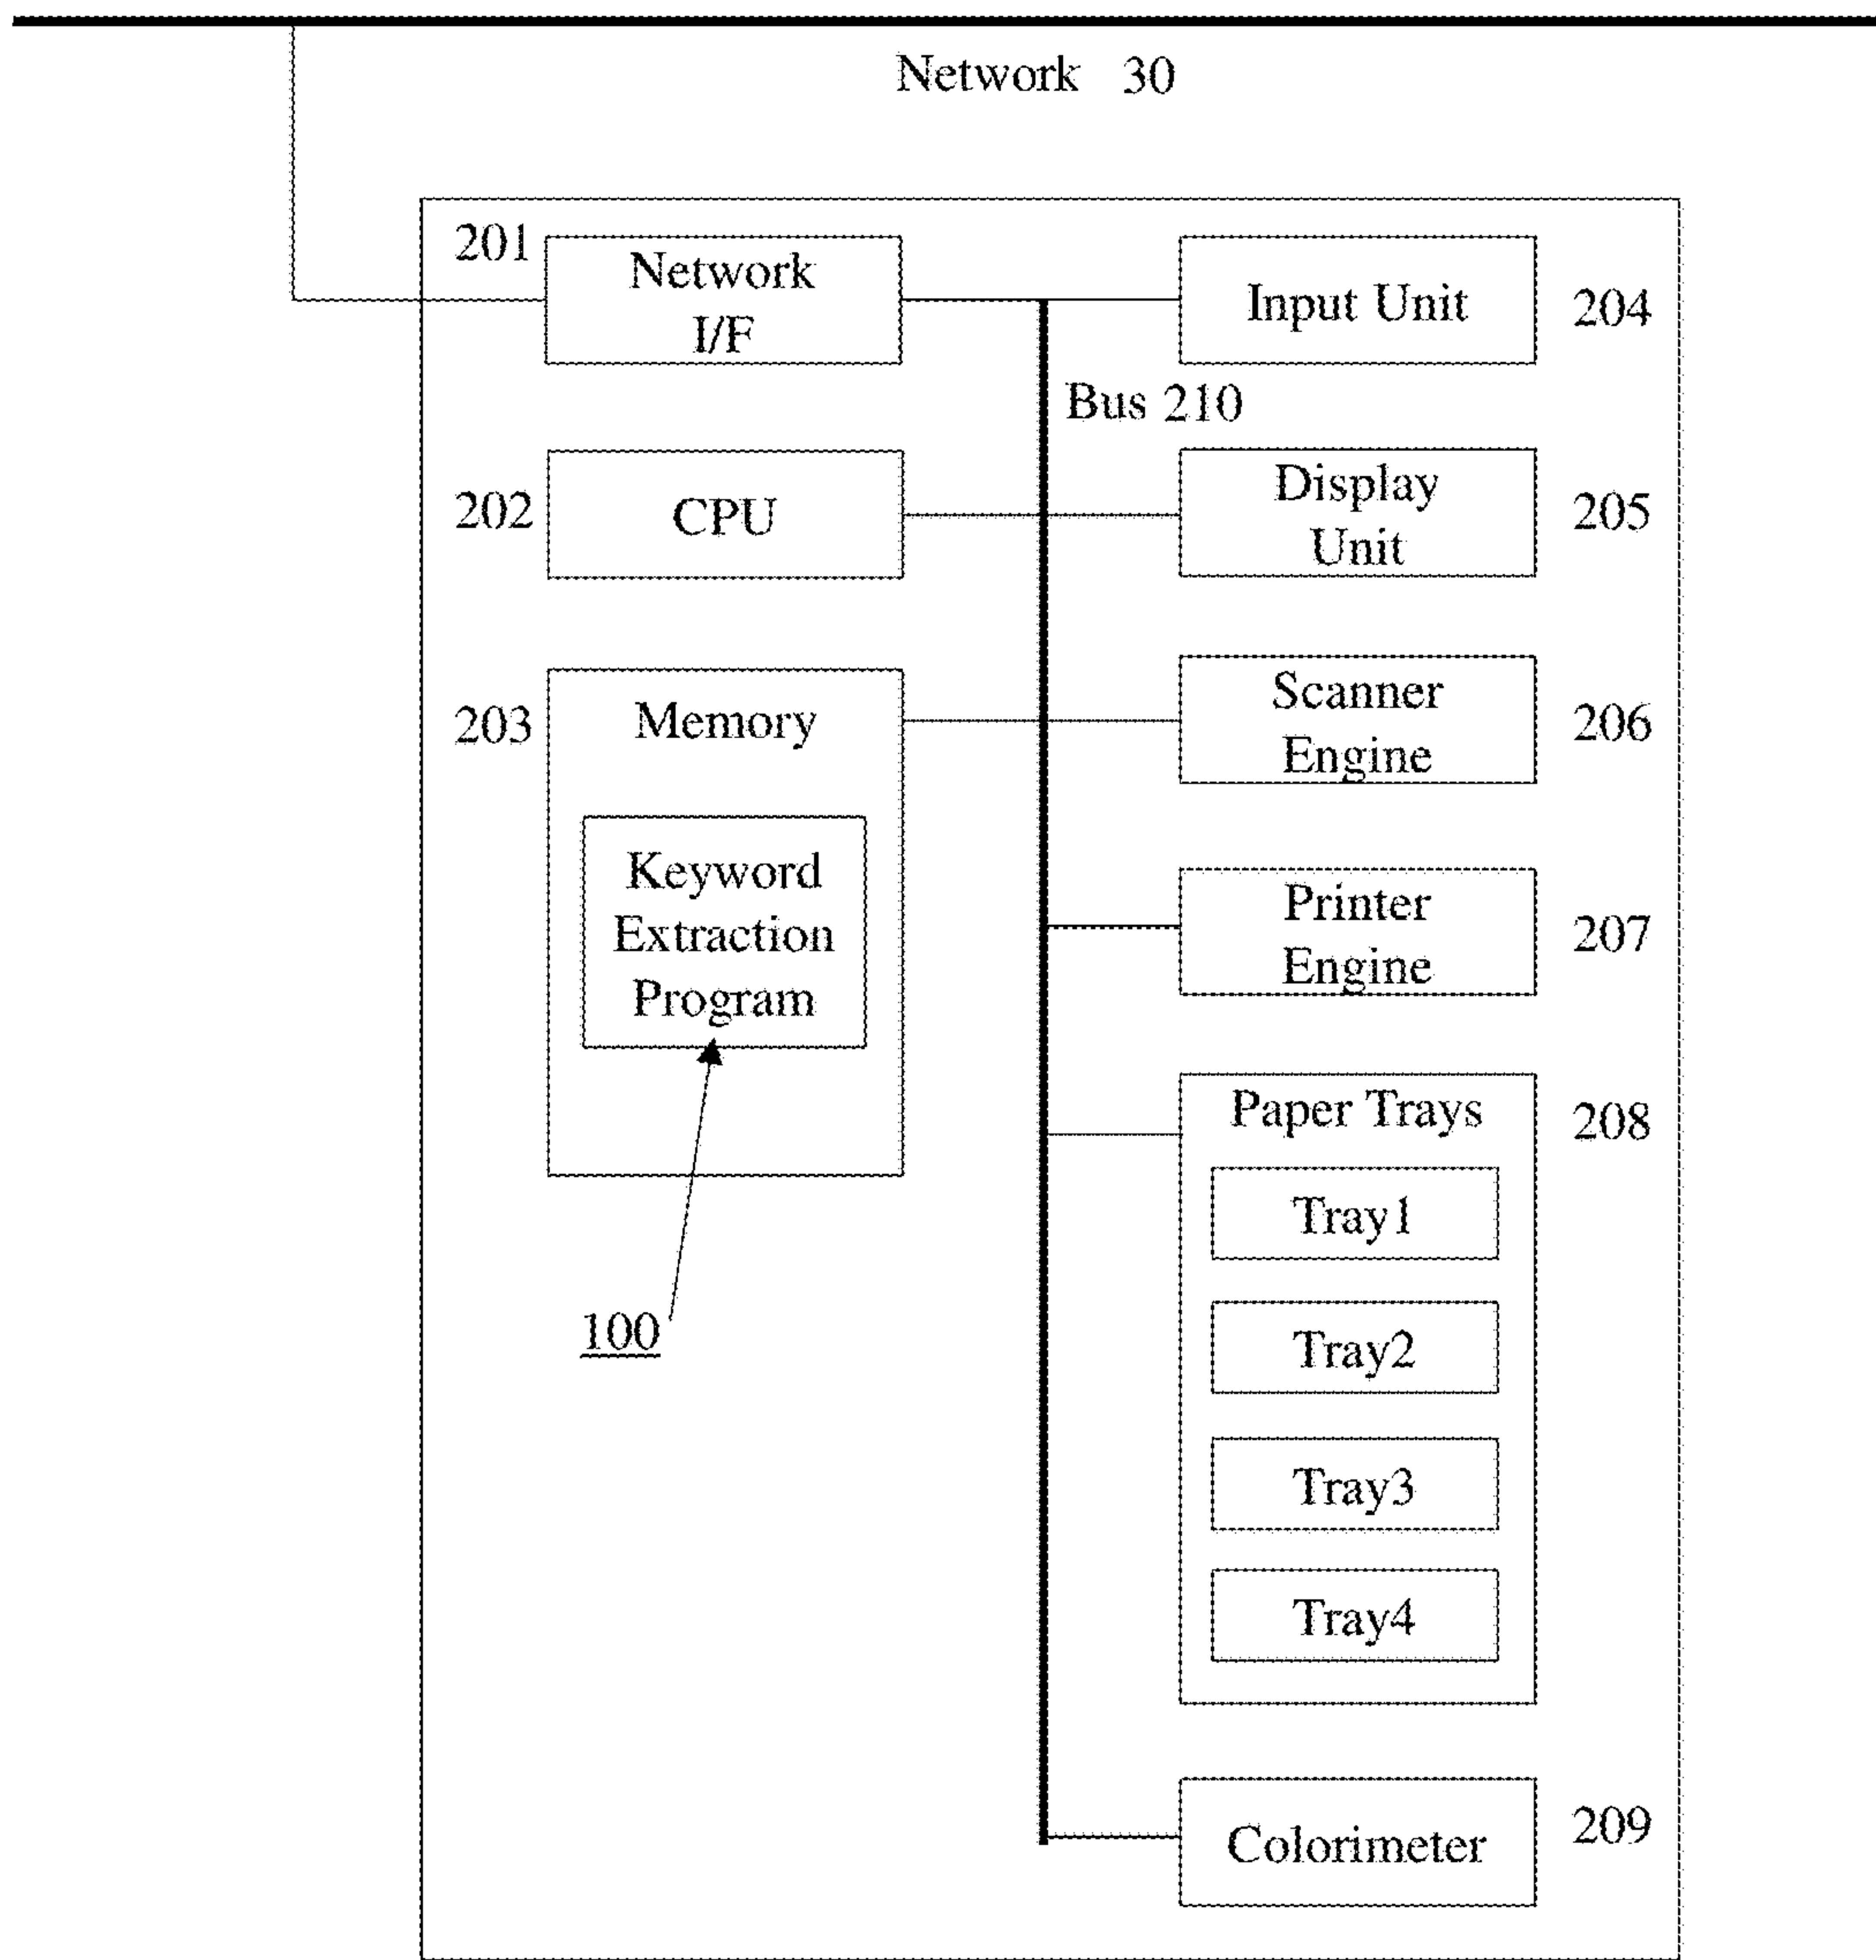 Network 30
201
Network
I/F
Input Unit
204
Bus 210
202
CPU
Display
Unit
205
203
Memory
Scanner
Engine
206
Keyword
Extraction
Program
Printer
Engine
207
Paper Trays
208
Tray1
100
Tray2
Tray3
Tray4
Colorimeter
209